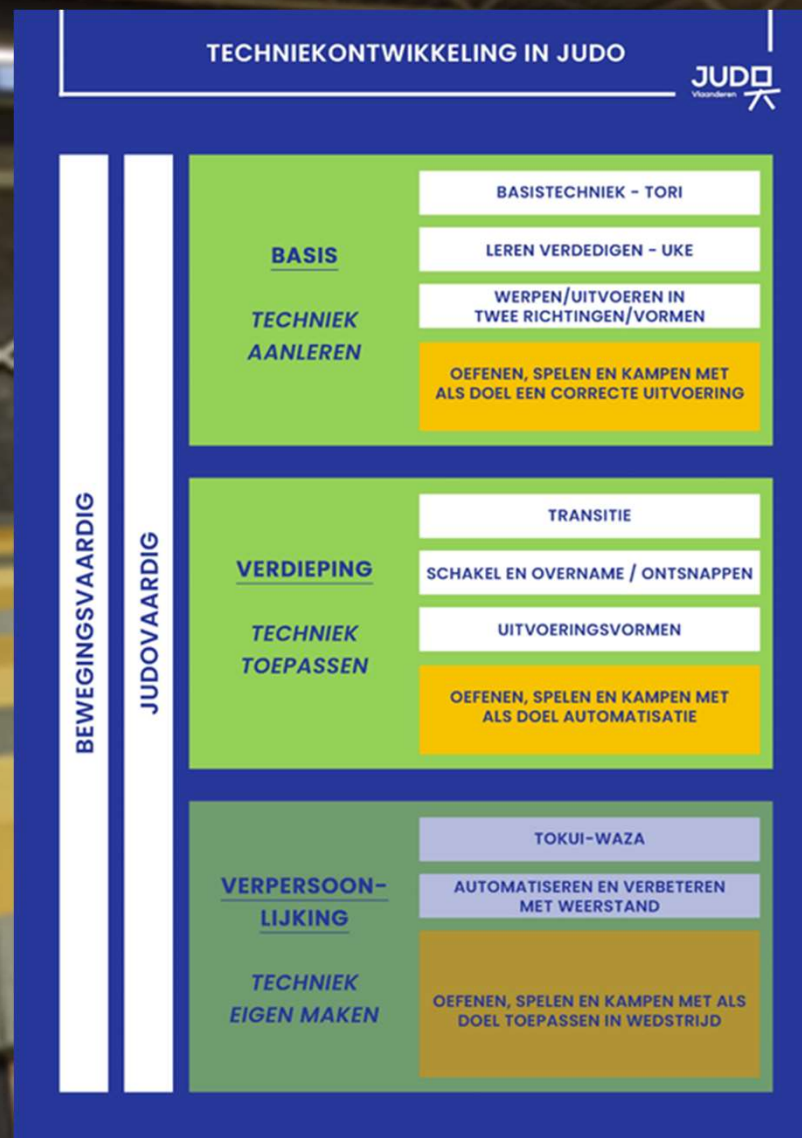 TECHNIEKONTWIKKELING IN JUDO
JUDO
Vlaanderen
BEWEGINGSVAARDIG
JUDOVAARDIG
BASIS
TECHNIEK
AANLEREN
BASISTECHNIEK - TORI
LEREN VERDEDIGEN - UKE
WERPEN/UITVOEREN IN
TWEE RICHTINGEN/VORMEN
OEFENEN, SPELEN EN KAMPEN MET
ALS DOEL EEN CORRECTE UITVOERING
VERDIEPING
TECHNIEK
TOEPASSEN
TRANSITIE
SCHAKEL EN OVERNAME / ONTSNAPPEN
UITVOERINGSVORMEN
OEFENEN, SPELEN EN KAMPEN MET
ALS DOEL AUTOMATISATIE
VERPERSOON-
LIJKING
TECHNIEK
EIGEN MAKEN
TOKUI-WAZA
AUTOMATISEREN EN VERBETEREN
MET WEERSTAND
OEFENEN, SPELEN EN KAMPEN MET ALS
DOEL TOEPASSEN IN WEDSTRIJD